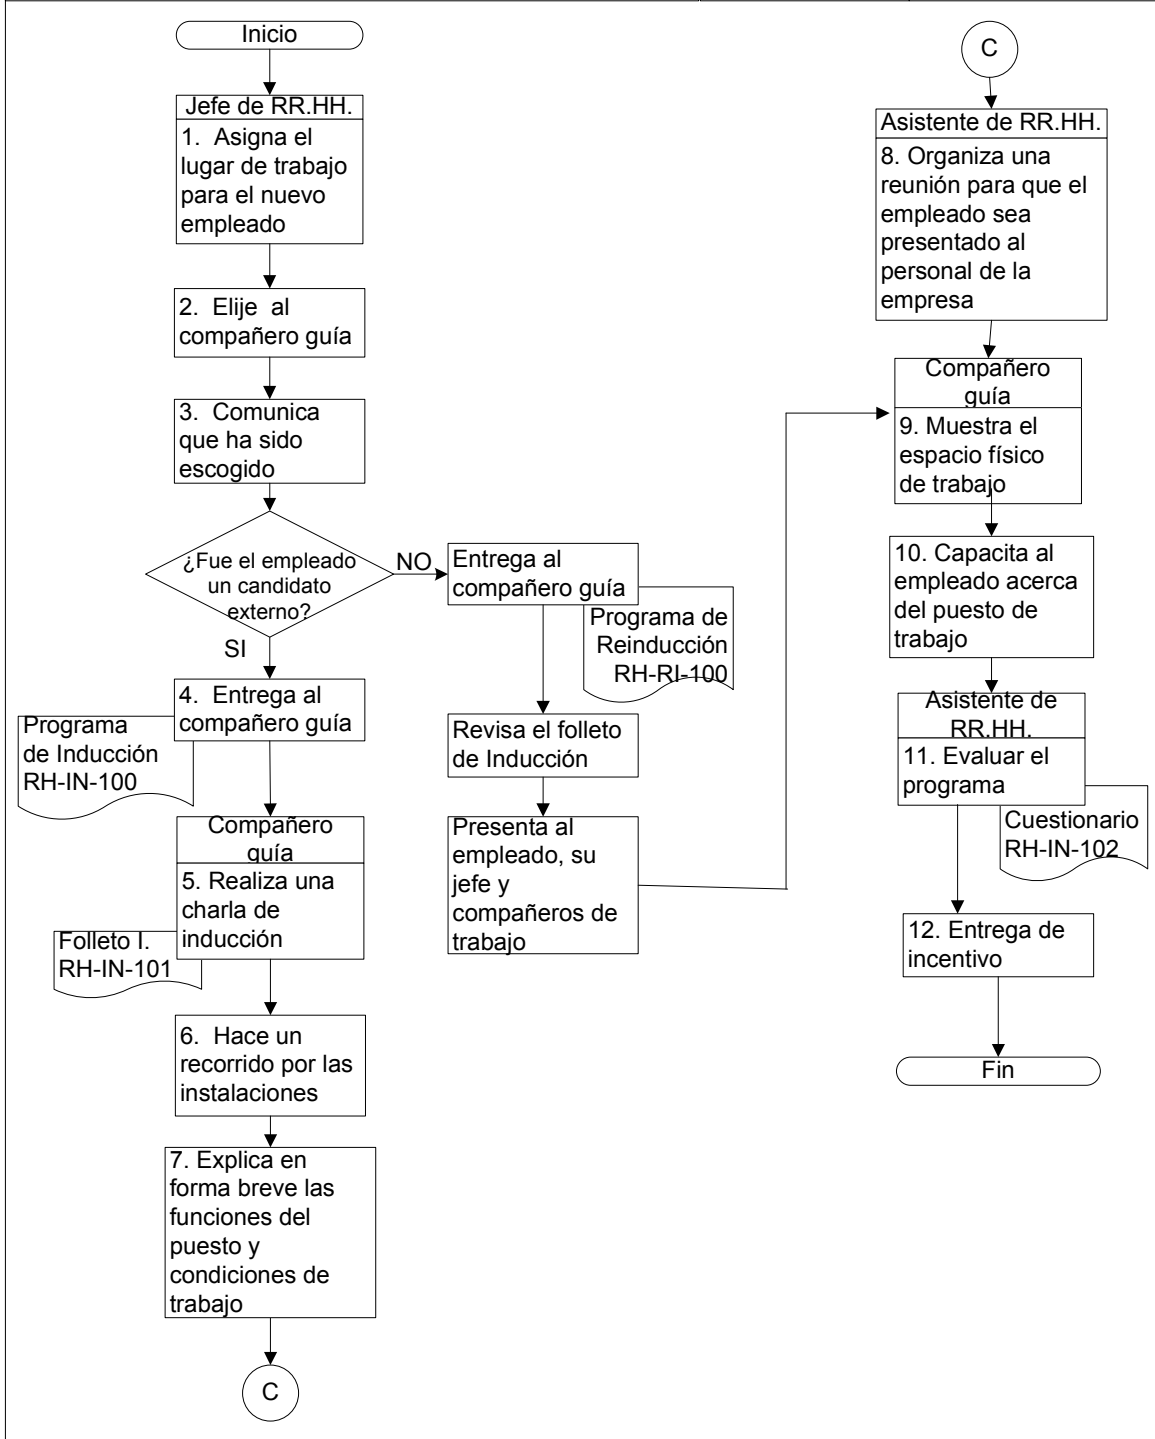 Inicio
Jefe de RR.HH.
1. Asigna el
lugar de trabajo
para el nuevo
empleado
2. Elije al
compañero guía
3. Comunica
que ha sido
escogido
¿Fue el empleado
un candidato
externo?
NO
SI
4. Entrega al
compañero guía
Programa
de Inducción
RH-IN-100
Compañero
guía
5. Realiza una
charla de
inducción
Folleto I.
RH-IN-101
6. Hace un
recorrido por las
instalaciones
7. Explica en
forma breve las
funciones del
puesto y
condiciones de
trabajo
C
Entrega al
compañero guía
Programa de
Reinducción
RH-RI-100
Revisa el folleto
de Inducción
Presenta al
empleado, su
jefe y
compañeros de
trabajo
C
Asistente de RR.HH.
8. Organiza una
reunión para que el
empleado sea
presentado al
personal de la
empresa
Compañero
guía
9. Muestra el
espacio físico
de trabajo
10. Capacita al
empleado acerca
del puesto de
trabajo
Asistente de
RR.HH.
11. Evaluar el
programa
Cuestionario
RH-IN-102
12. Entrega de
incentivo
Fin